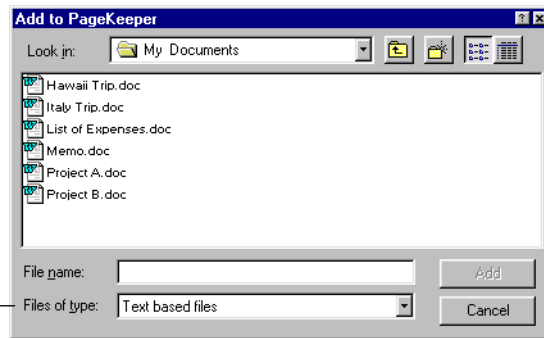 Add to PageKeeper
Look in: My Documents
Hawaii Trip.doc
Italy Trip.doc
List of Expenses.doc
Memo.doc
Project A.doc
Project B.doc
File name: Add
Files of type: Text based files Cancel